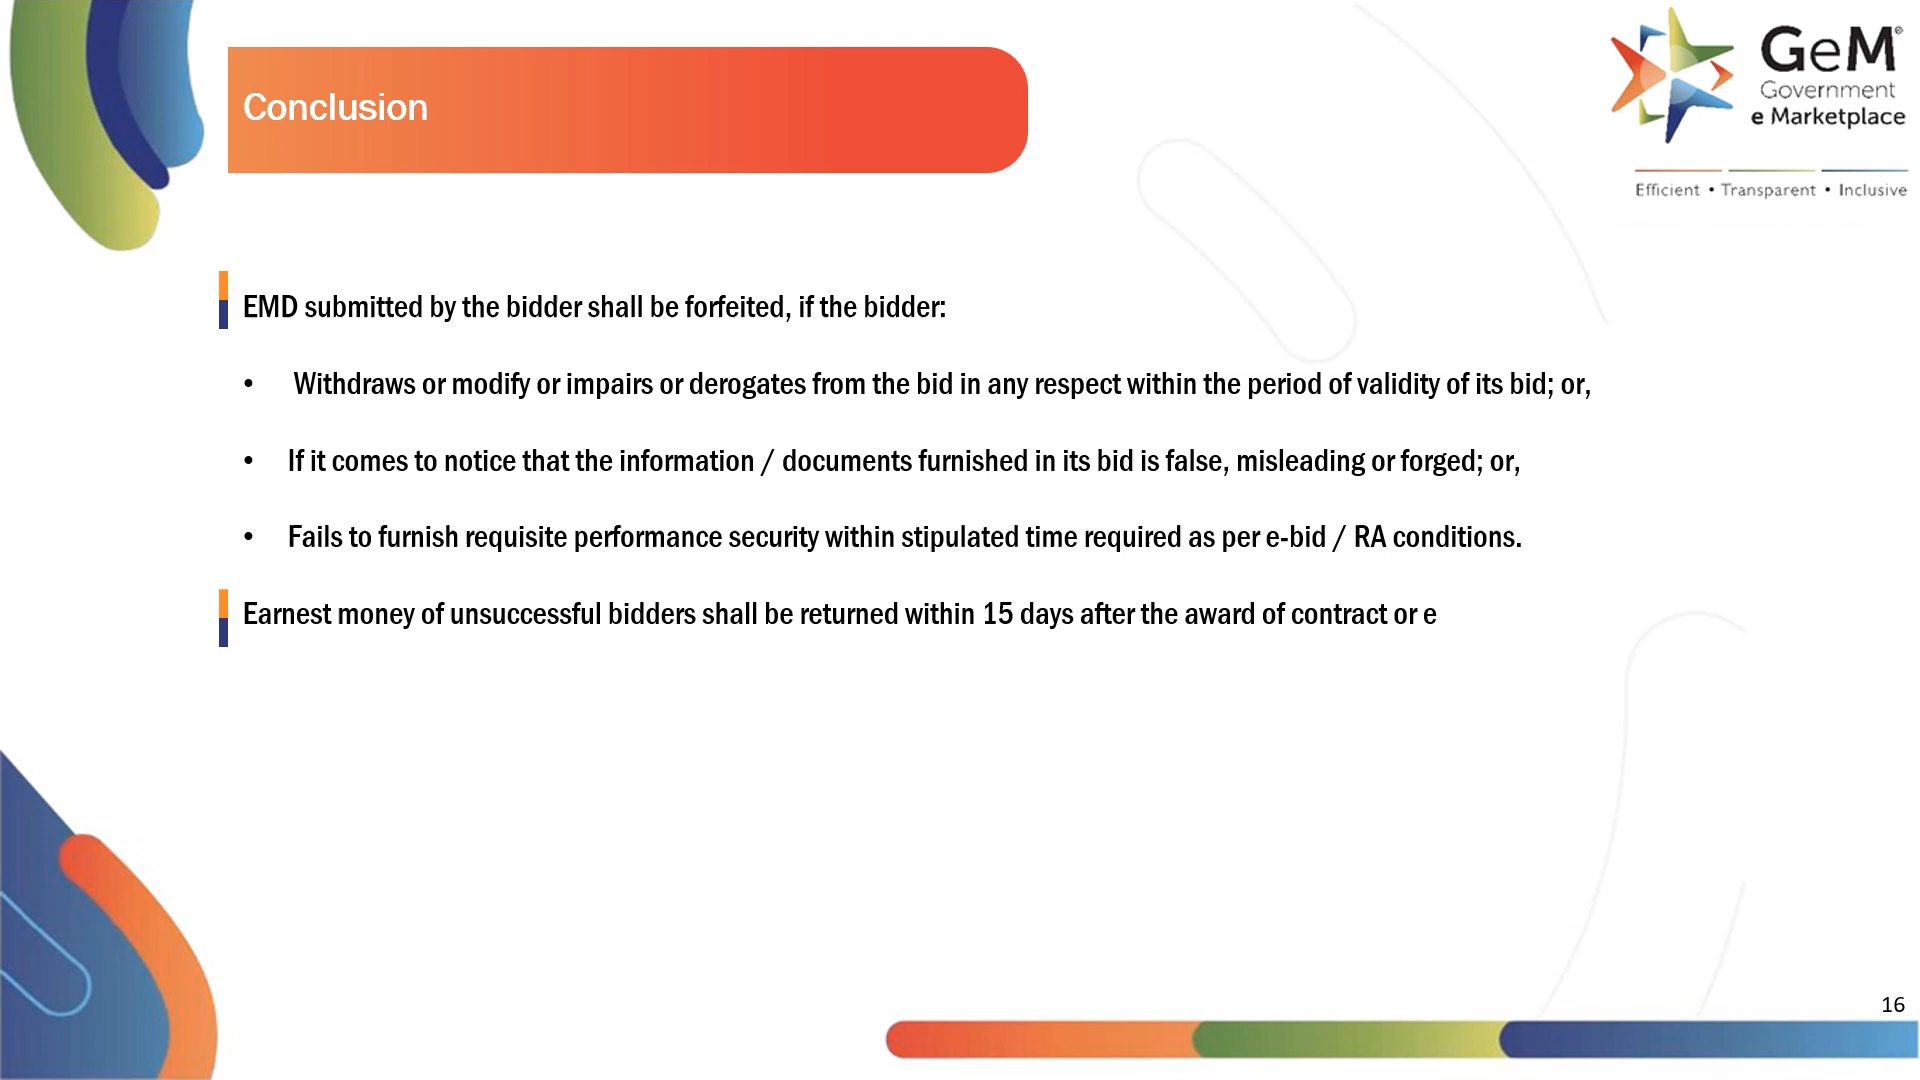 Conclusion
GeM®
Government
e Marketplace
Efficient • Transparent • Inclusive
EMD submitted by the bidder shall be forfeited, if the bidder:
• Withdraws or modify or impairs or derogates from the bid in any respect within the period of validity of its bid; or,
• If it comes to notice that the information / documents furnished in its bid is false, misleading or forged; or,
• Fails to furnish requisite performance security within stipulated time required as per e-bid / RA conditions.
Earnest money of unsuccessful bidders shall be returned within 15 days after the award of contract or e
16